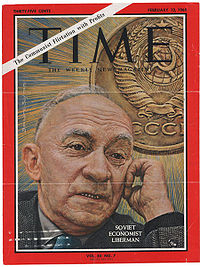 THIRTY-FIVE CENTS
FEBRUARY 12, 1965
The Communist Flirtation with Profits
TIME
THE WEEKLY NEWSMAGAZINE
CCCP
SOVIET
ECONOMIST
LIBERMAN
VOL. 85 NO. 7